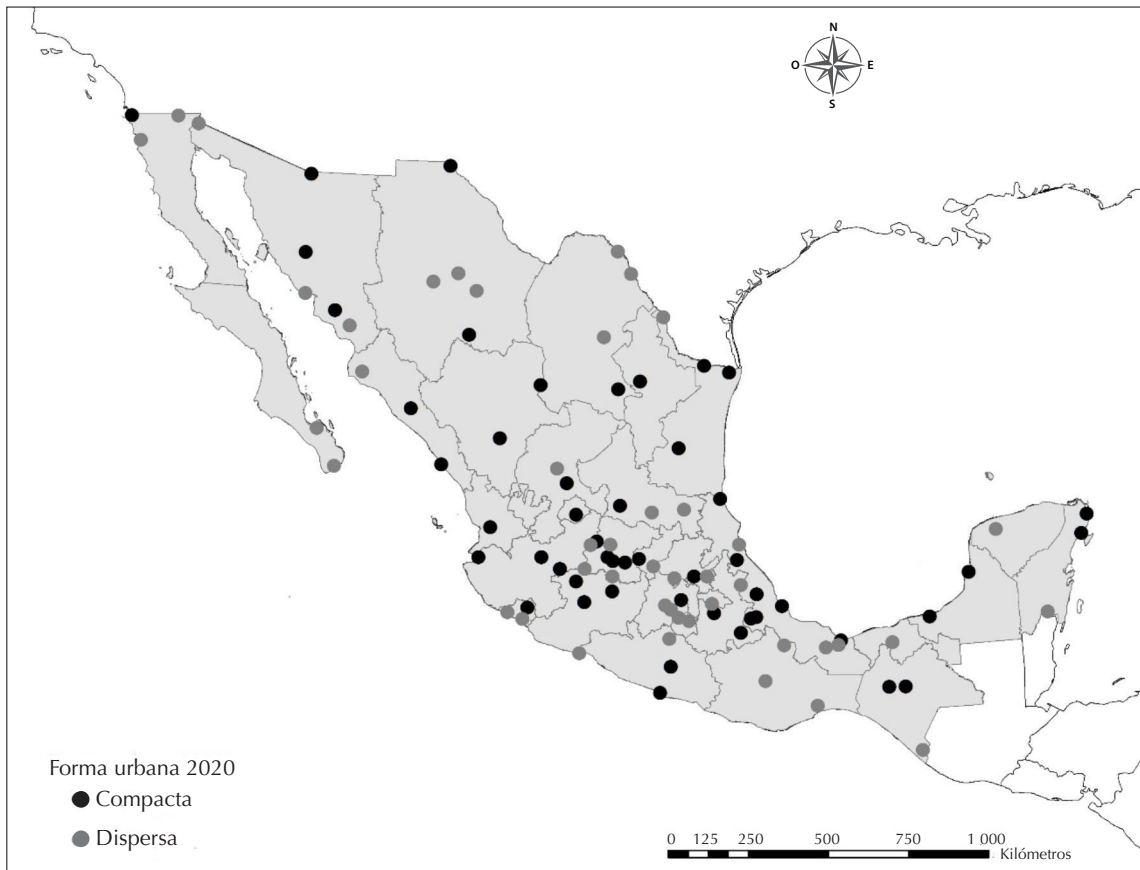 N
O E
S
Forma urbana 2020
Compacta
Dispersa
0 125 250 500 750 1 000
Kilómetros